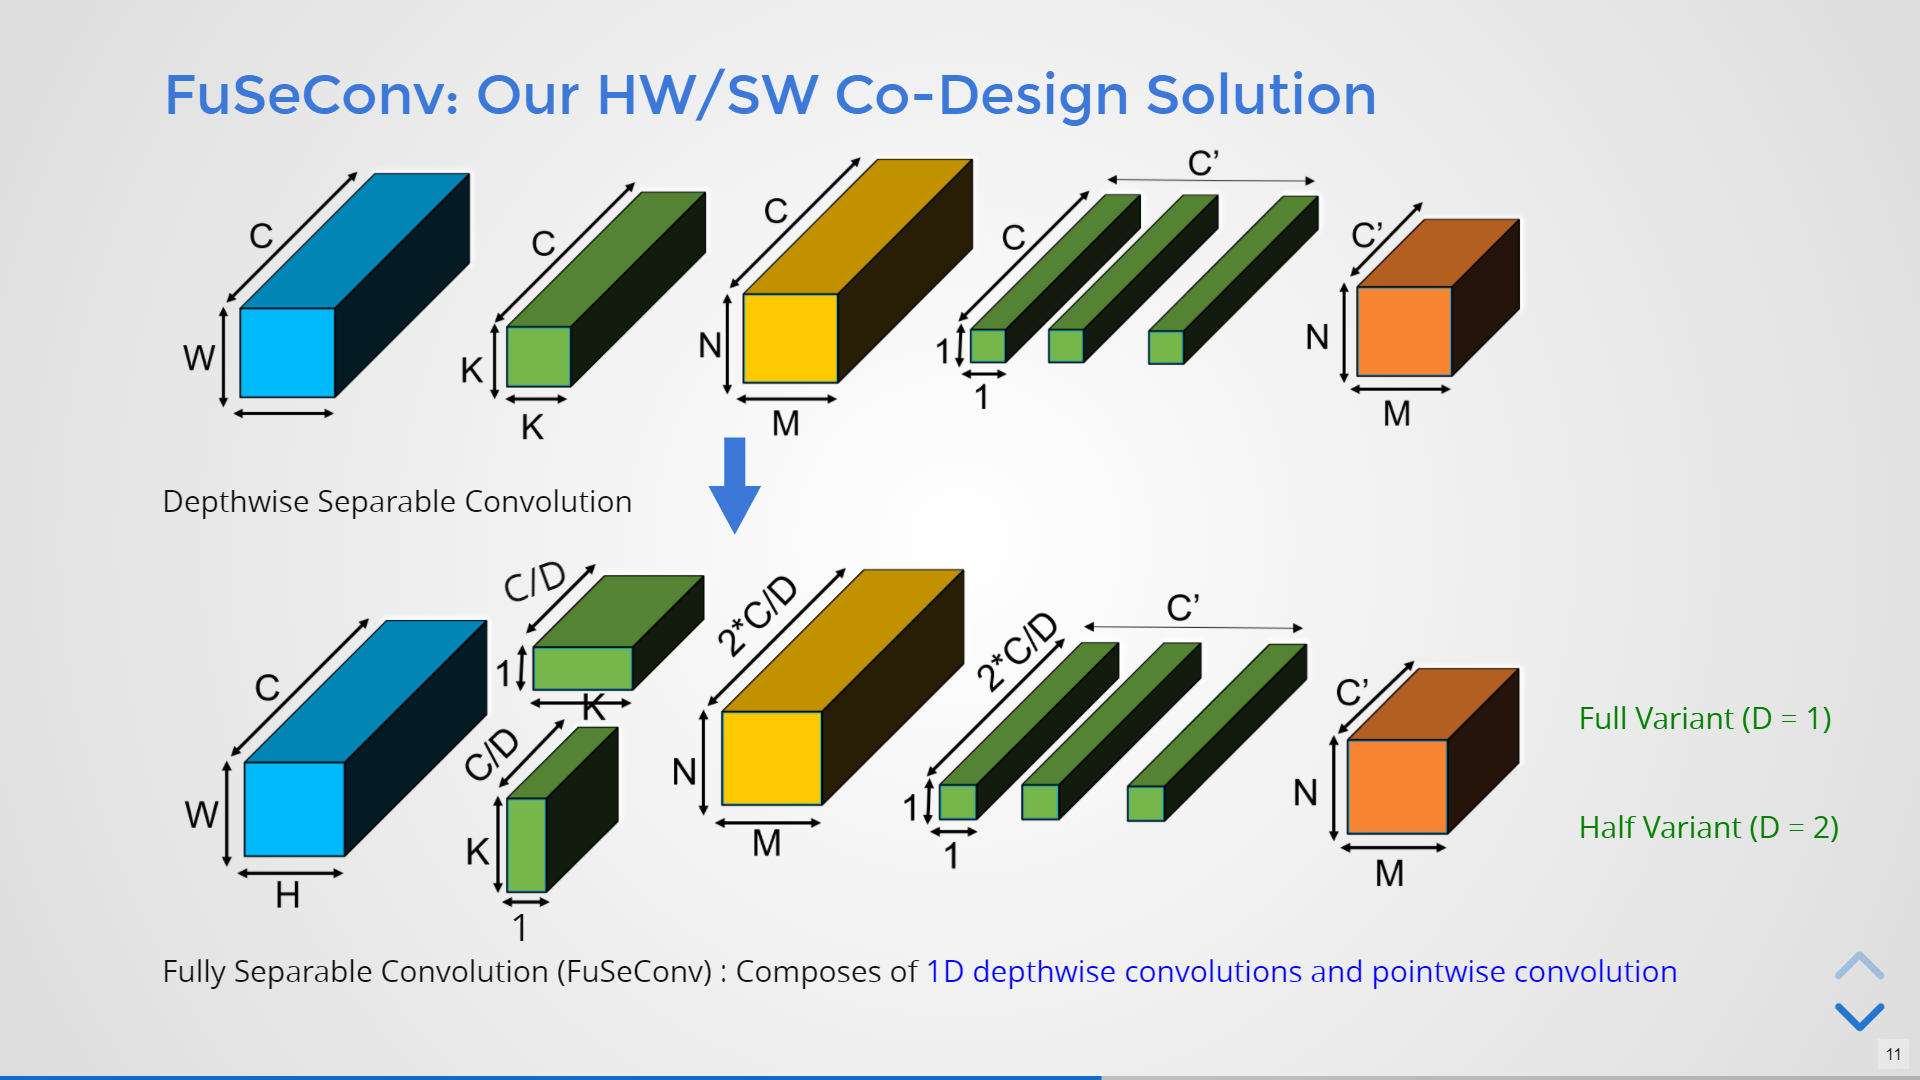 FuSeConv: Our HW/SW Co-Design Solution
C
W
C
K
K
C
N
M
C
C’
1
1
C’
N
M
Depthwise Separable Convolution
C
W
H
C/D
1
K
C/D
K
1
2*C/D
N
M
2*C/D
C’
1
1
C’
N
M
Full Variant (D = 1)
Half Variant (D = 2)
Fully Separable Convolution (FuSeConv) : Composes of 1D depthwise convolutions and pointwise convolution
11